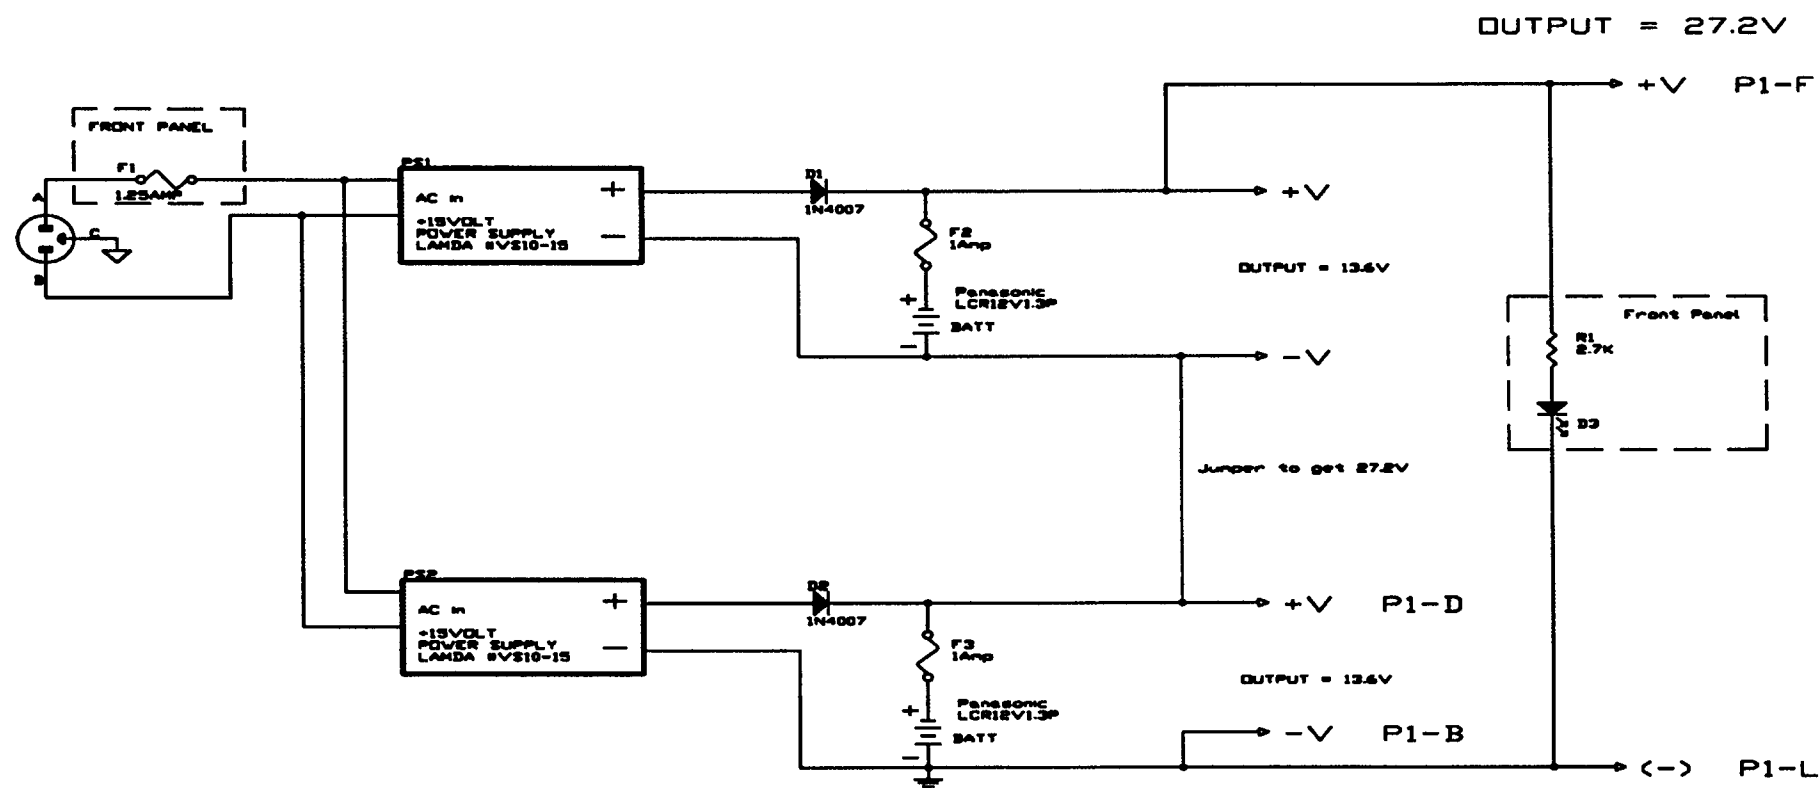 OUTPUT = 27.2V
+V P1-F
FRONT PANEL
F1
1.25AMP
A
C
B
PS1
AC in
+15VOLT
POWER SUPPLY
LAMDA #VS10-15
+
−
D1
1N4007
+V
F2
1Amp
OUTPUT = 13.6V
+
Panasonic
LCR12V1.3P
BATT
−
−V
Front Panel
R1
2.7K
D3
Jumper to get 27.2V
PS2
AC in
+15VOLT
POWER SUPPLY
LAMDA #VS10-15
+
−
D2
1N4007
+V P1-D
F3
1Amp
OUTPUT = 13.6V
+
Panasonic
LCR12V1.3P
BATT
−
−V P1-B
(-) P1-L